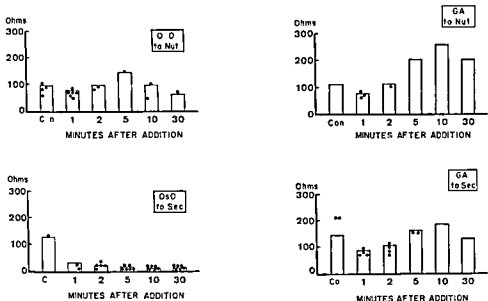 Ohms
O O
to Nut
300
200
100
0
C n 1 2 5 10 30
MINUTES AFTER ADDITION
Ohms
GA
to Nut
300
200
100
0
Con 1 2 5 10 30
MINUTES AFTER ADDITION
Ohms
OsO
to Sec
300
200
100
0
C 1 2 5 10 30
MINUTES AFTER ADDITION
Ohms
GA
to Sec
300
200
100
0
Co 1 2 5 10 30
MINUTES AFTER ADDITION